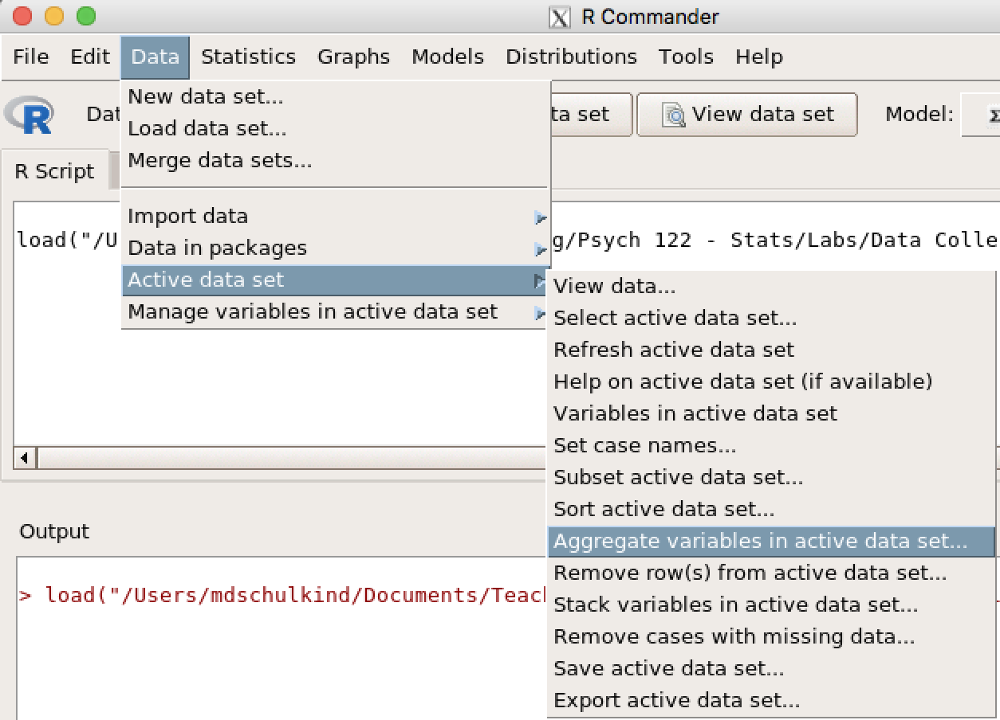 R Commander
File Edit Data Statistics Graphs Models Distributions Tools Help
R Dat ta set View data set Model: Σ
R Script
load("/U g/Psych 122 - Stats/Labs/Data Colle
New data set...
Load data set...
Merge data sets...
Import data
Data in packages
Active data set
Manage variables in active data set
View data...
Select active data set...
Refresh active data set
Help on active data set (if available)
Variables in active data set
Set case names...
Subset active data set...
Sort active data set...
Aggregate variables in active data set...
Remove row(s) from active data set...
Stack variables in active data set...
Remove cases with missing data...
Save active data set...
Export active data set...
Output
> load("/Users/mdschulkind/Documents/Teac